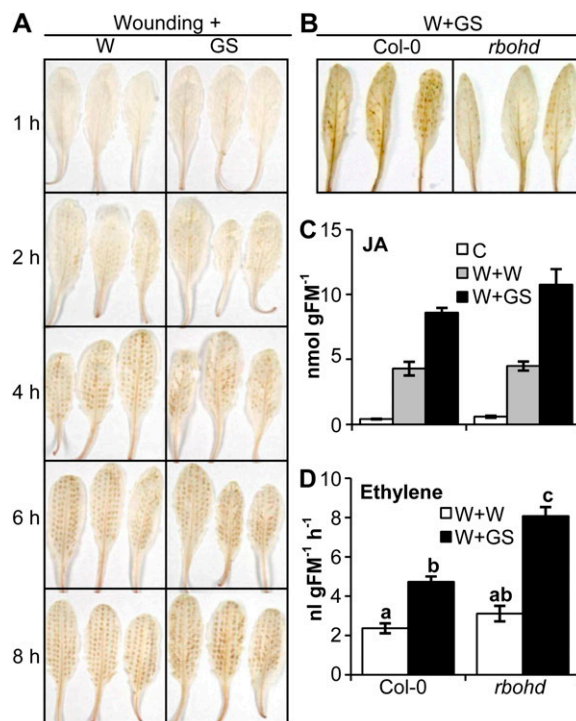 A
Wounding +
W GS
1 h
2 h
4 h
6 h
8 h
B
W+GS
Col-0 rbohd
C
JA
C
W+W
W+GS
nmol gFM⁻¹
15
10
5
0
D
Ethylene
W+W
W+GS
nl gFM⁻¹ h⁻¹
10
8
6
4
2
0
a
b
ab
c
Col-0 rbohd